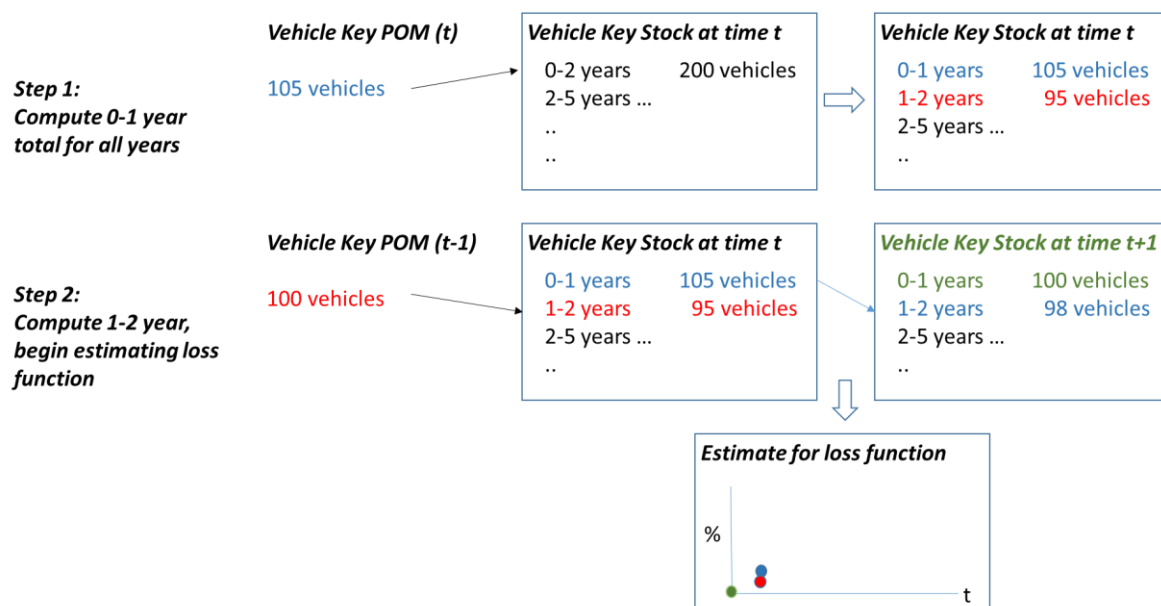 Vehicle Key POM (t)
Vehicle Key Stock at time t
Vehicle Key Stock at time t
Step 1:
Compute 0-1 year
total for all years
105 vehicles
0-2 years 200 vehicles
2-5 years ...
..
..
0-1 years 105 vehicles
1-2 years 95 vehicles
2-5 years ...
..
Vehicle Key POM (t-1)
Vehicle Key Stock at time t
Vehicle Key Stock at time t+1
Step 2:
Compute 1-2 year,
begin estimating loss
function
100 vehicles
0-1 years 105 vehicles
1-2 years 95 vehicles
2-5 years ...
..
0-1 years 100 vehicles
1-2 years 98 vehicles
2-5 years ...
..
Estimate for loss function
%
t